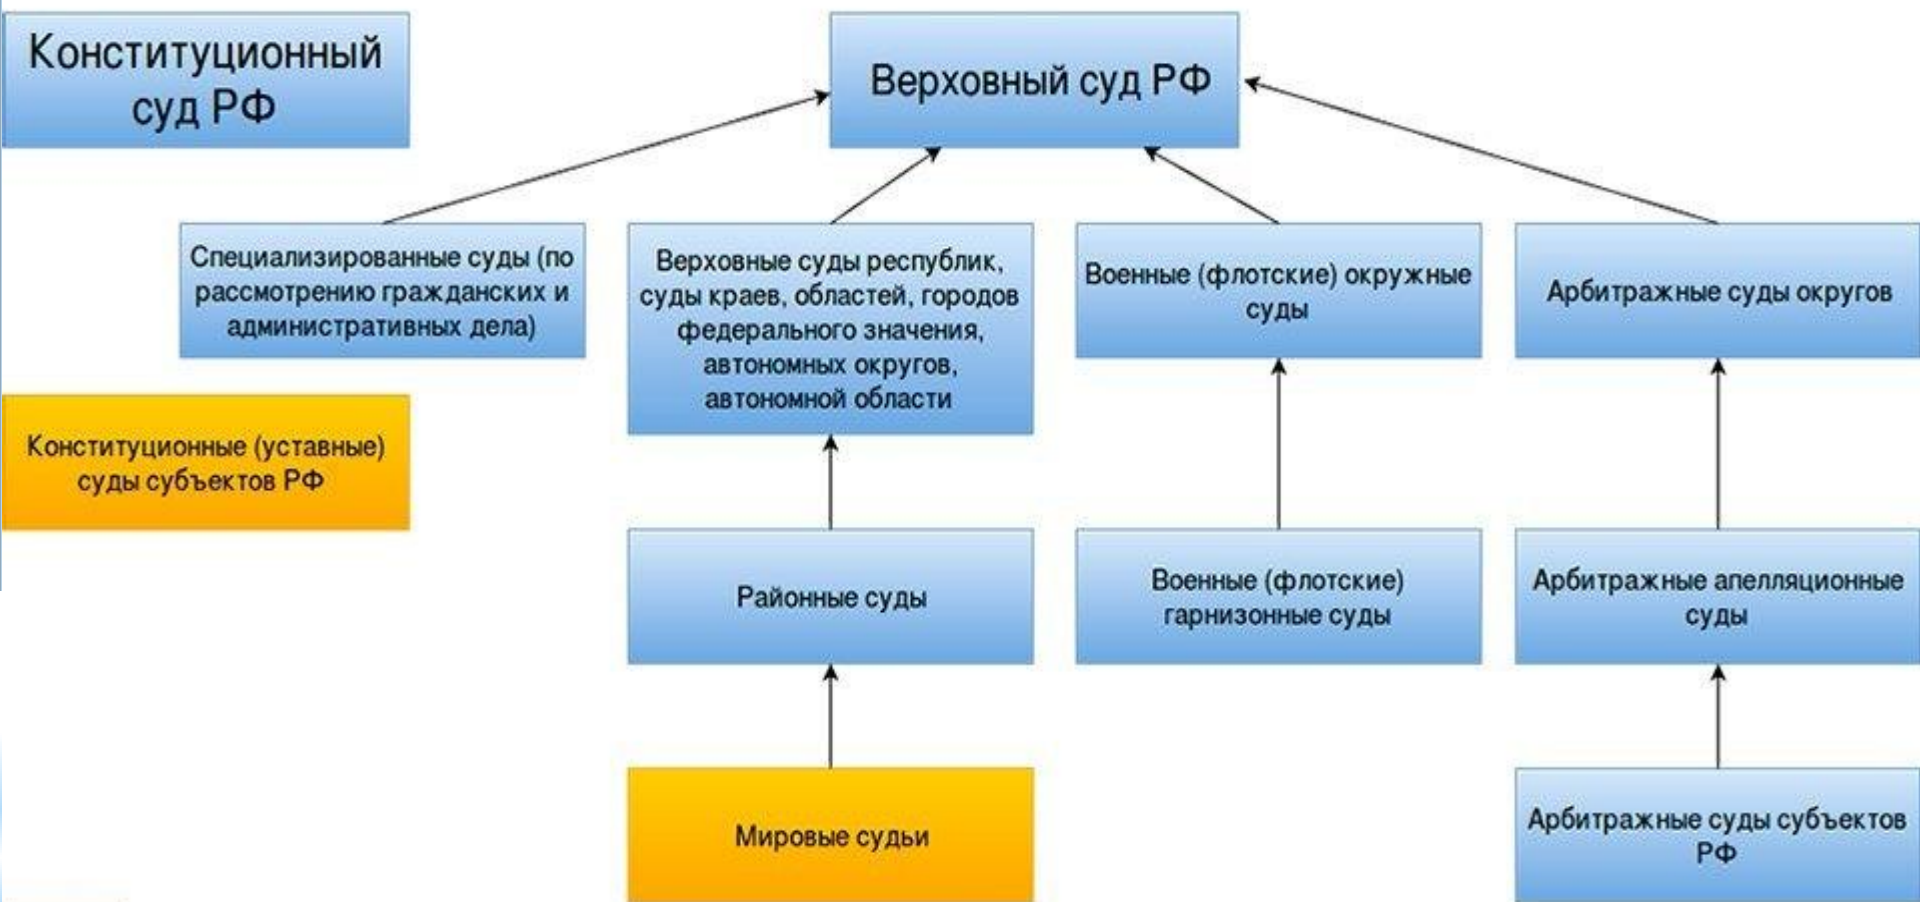 Конституционный
суд РФ
Верховный суд РФ
Специализированные суды (по
рассмотрению гражданских и
административных дела)
Верховные суды республик,
суды краев, областей, городов
федерального значения,
автономных округов,
автономной области
Военные (флотские) окружные
суды
Арбитражные суды округов
Конституционные (уставные)
суды субъектов РФ
Районные суды
Военные (флотские)
гарнизонные суды
Арбитражные апелляционные
суды
Мировые судьи
Арбитражные суды субъектов
РФ